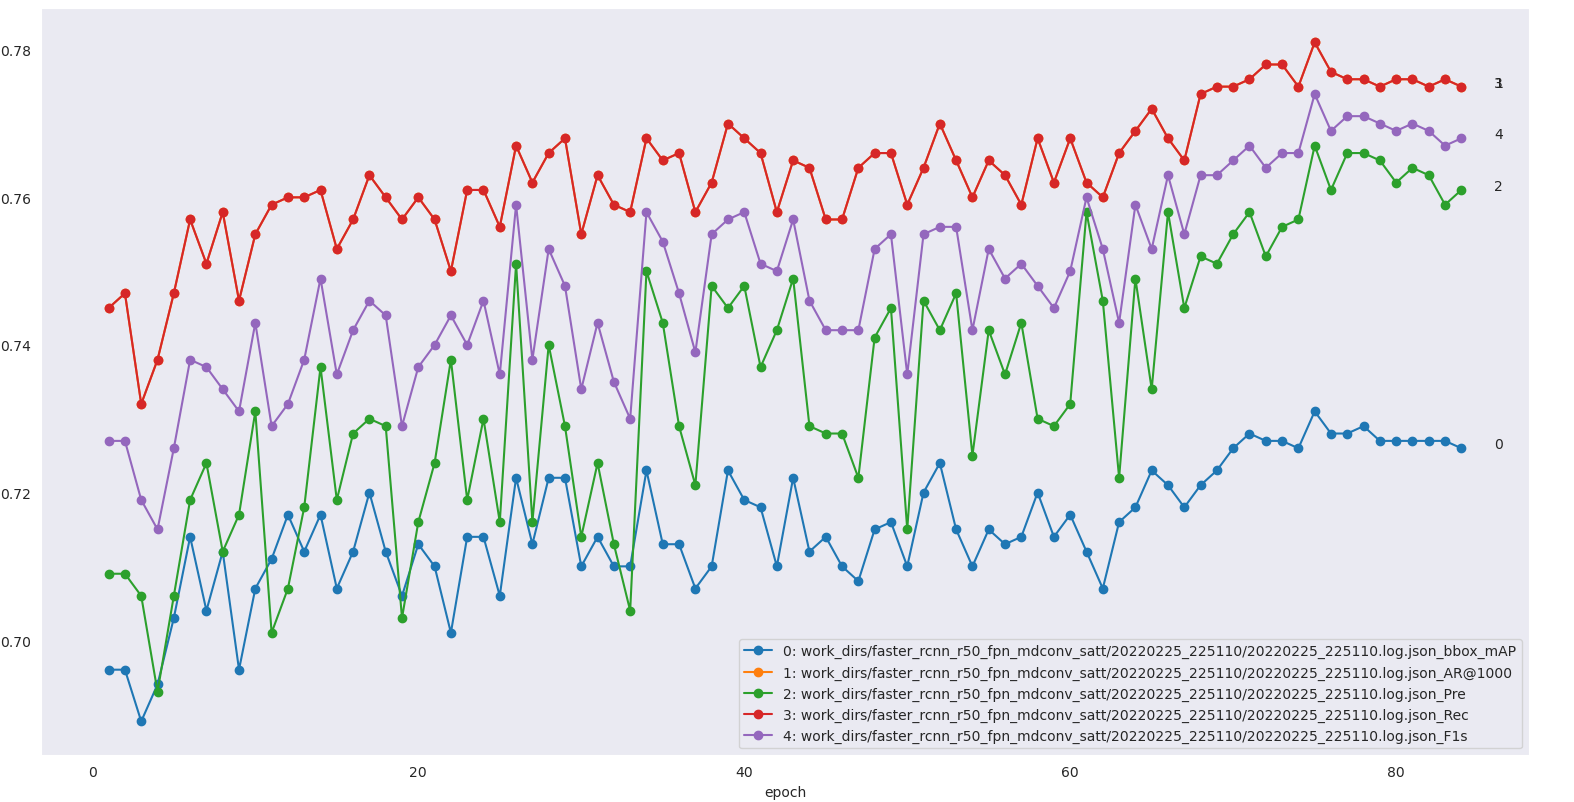 0.78
0.76
0.74
0.72
0.70
3
4
2
0
0: work_dirs/faster_rcnn_r50_fpn_mdconv_satt/20220225_225110/20220225_225110.log.json_bbox_mAP
1: work_dirs/faster_rcnn_r50_fpn_mdconv_satt/20220225_225110/20220225_225110.log.json_AR@1000
2: work_dirs/faster_rcnn_r50_fpn_mdconv_satt/20220225_225110/20220225_225110.log.json_Pre
3: work_dirs/faster_rcnn_r50_fpn_mdconv_satt/20220225_225110/20220225_225110.log.json_Rec
4: work_dirs/faster_rcnn_r50_fpn_mdconv_satt/20220225_225110/20220225_225110.log.json_F1s
0 20 40 60 80
epoch